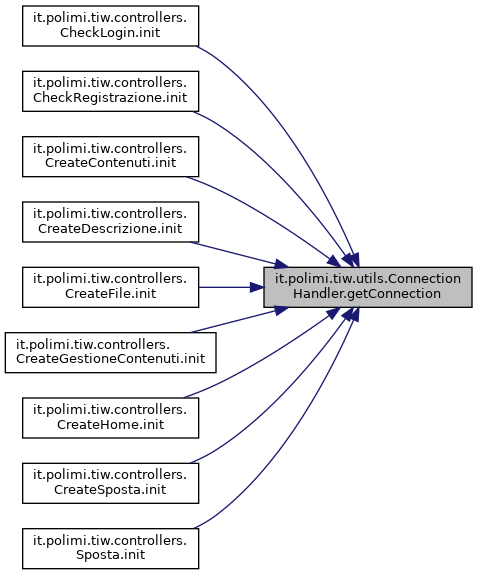 it.polimi.tiw.controllers.
CheckLogin.init
it.polimi.tiw.controllers.
CheckRegistrazione.init
it.polimi.tiw.controllers.
CreateContenuti.init
it.polimi.tiw.controllers.
CreateDescrizione.init
it.polimi.tiw.controllers.
CreateFile.init
it.polimi.tiw.controllers.
CreateGestioneContenuti.init
it.polimi.tiw.controllers.
CreateHome.init
it.polimi.tiw.controllers.
CreateSposta.init
it.polimi.tiw.controllers.
Sposta.init
it.polimi.tiw.utils.Connection
Handler.getConnection